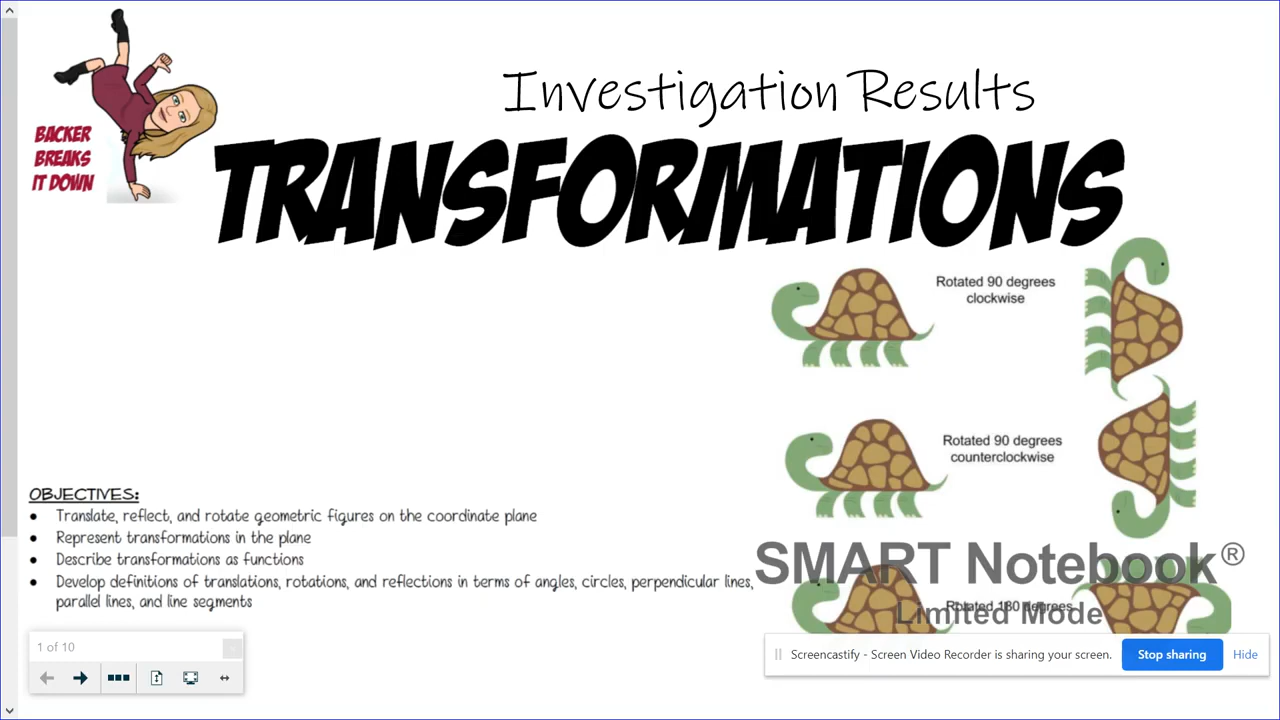 Investigation Results
BACKER
BREAKS
IT DOWN
TRANSFORMATIONS
Rotated 90 degrees
clockwise
Rotated 90 degrees
counterclockwise
OBJECTIVES:
• Translate, reflect, and rotate geometric figures on the coordinate plane
• Represent transformations in the plane
• Describe transformations as functions
• Develop definitions of translations, rotations, and reflections in terms of angles, circles, perpendicular lines,
parallel lines, and line segments
SMART Notebook®
Rotated 180 degrees
Limited Mode
1 of 10
Screencastify - Screen Video Recorder is sharing your screen.
Stop sharing
Hide